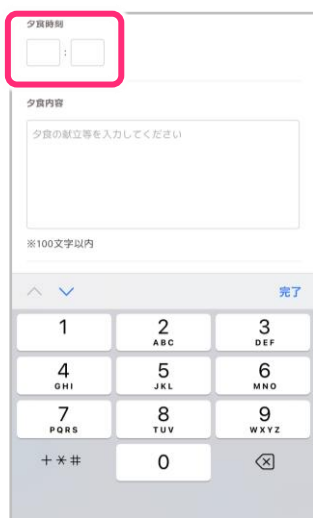 夕食時刻
:
夕食内容
夕食の献立等を入力してください
※100文字以内
完了
1
2
ABC
3
DEF
4
GHI
5
JKL
6
MNO
7
PQRS
8
TUV
9
WXYZ
+*#
0